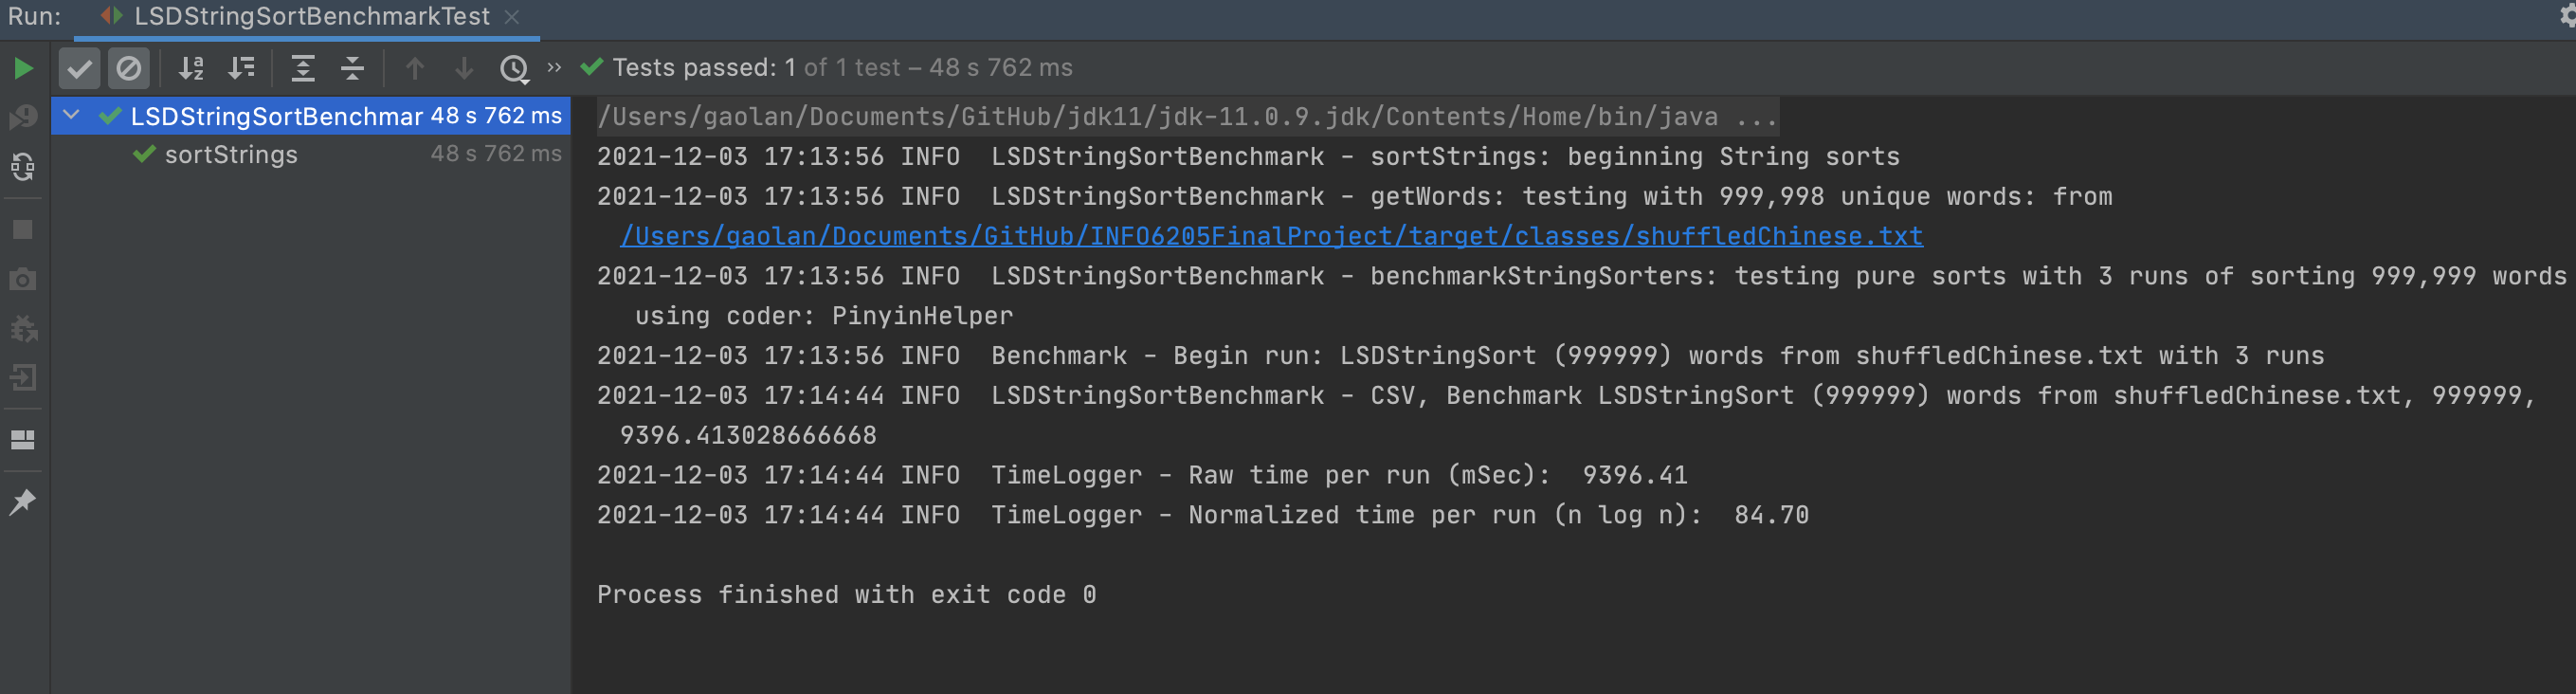 Run: LSDStringSortBenchmarkTest
Tests passed: 1 of 1 test – 48 s 762 ms
LSDStringSortBenchmar 48 s 762 ms
sortStrings 48 s 762 ms
/Users/gaolan/Documents/GitHub/jdk11/jdk-11.0.9.jdk/Contents/Home/bin/java ...
2021-12-03 17:13:56 INFO  LSDStringSortBenchmark - sortStrings: beginning String sorts
2021-12-03 17:13:56 INFO  LSDStringSortBenchmark - getWords: testing with 999,998 unique words: from
/Users/gaolan/Documents/GitHub/INFO6205FinalProject/target/classes/shuffledChinese.txt
2021-12-03 17:13:56 INFO  LSDStringSortBenchmark - benchmarkStringSorters: testing pure sorts with 3 runs of sorting 999,999 words
using coder: PinyinHelper
2021-12-03 17:13:56 INFO  Benchmark - Begin run: LSDStringSort (999999) words from shuffledChinese.txt with 3 runs
2021-12-03 17:14:44 INFO  LSDStringSortBenchmark - CSV, Benchmark LSDStringSort (999999) words from shuffledChinese.txt, 999999,
9396.413028666668
2021-12-03 17:14:44 INFO  TimeLogger - Raw time per run (mSec):  9396.41
2021-12-03 17:14:44 INFO  TimeLogger - Normalized time per run (n log n):  84.70
Process finished with exit code 0